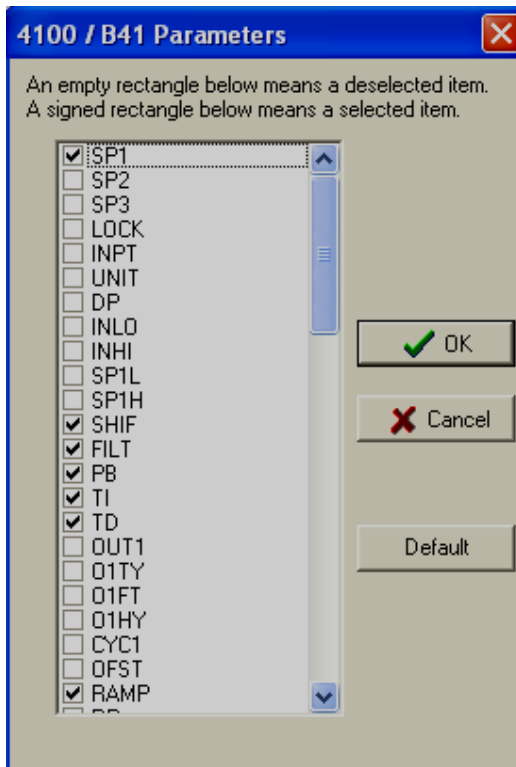 4100 / B41 Parameters
An empty rectangle below means a deselected item.
A signed rectangle below means a selected item.
SP1
SP2
SP3
LOCK
INPT
UNIT
DP
INLO
INHI
SP1L
SP1H
SHIF
FILT
PB
TI
TD
OUT1
O1TY
O1FT
O1HY
CYC1
OFST
RAMP
OK
Cancel
Default